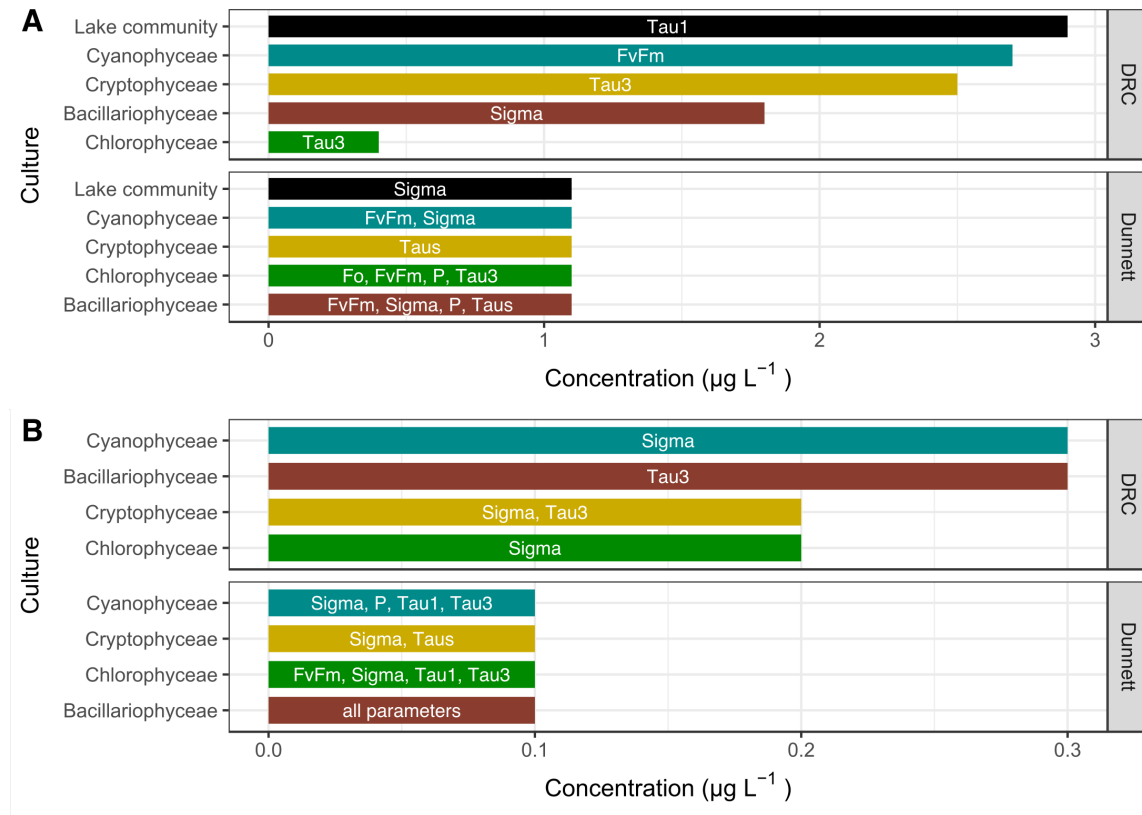 A
Culture
Lake community
Tau1
Cyanophyceae
FvFm
Cryptophyceae
Tau3
Bacillariophyceae
Sigma
Chlorophyceae
Tau3
DRC
Lake community
Sigma
Cyanophyceae
FvFm, Sigma
Cryptophyceae
Taus
Chlorophyceae
Fo, FvFm, P, Tau3
Bacillariophyceae
FvFm, Sigma, P, Taus
Dunnett
0 1 2 3
Concentration (µg L⁻¹ )
B
Culture
Cyanophyceae
Sigma
Bacillariophyceae
Tau3
Cryptophyceae
Sigma, Tau3
Chlorophyceae
Sigma
DRC
Cyanophyceae
Sigma, P, Tau1, Tau3
Cryptophyceae
Sigma, Taus
Chlorophyceae
FvFm, Sigma, Tau1, Tau3
Bacillariophyceae
all parameters
Dunnett
0.0 0.1 0.2 0.3
Concentration (µg L⁻¹ )